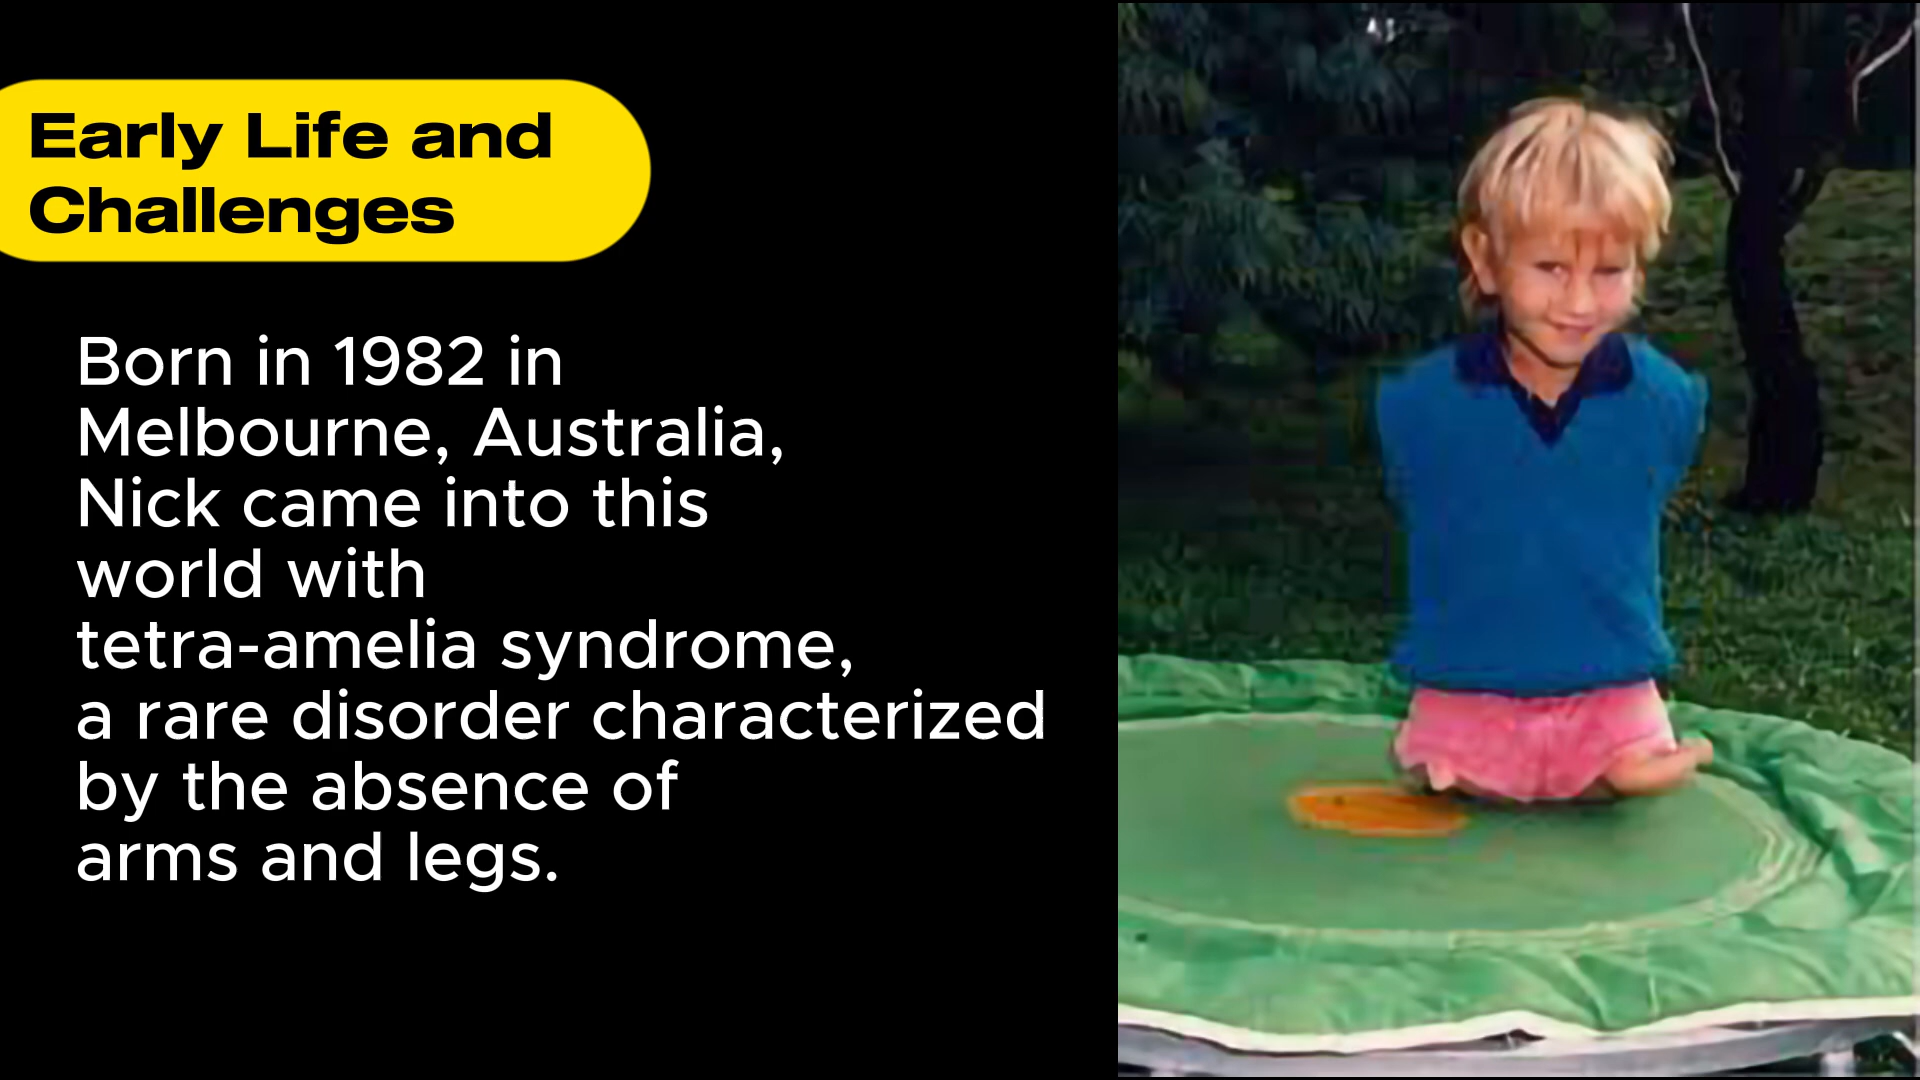 Early Life and
Challenges
Born in 1982 in
Melbourne, Australia,
Nick came into this
world with
tetra-amelia syndrome,
a rare disorder characterized
by the absence of
arms and legs.